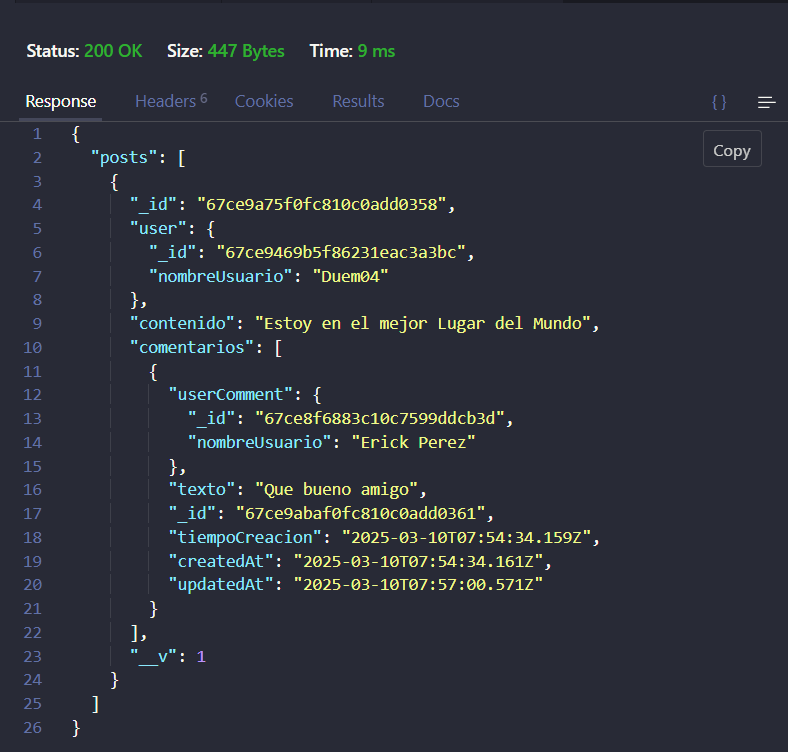 Status: 200 OK Size: 447 Bytes Time: 9 ms
Response Headers 6 Cookies Results Docs { }
Copy
1 {
2 "posts": [
3 {
4 "_id": "67ce9a75f0fc810c0add0358",
5 "user": {
6 "_id": "67ce9469b5f86231eac3a3bc",
7 "nombreUsuario": "Duem04"
8 },
9 "contenido": "Estoy en el mejor Lugar del Mundo",
10 "comentarios": [
11 {
12 "userComment": {
13 "_id": "67ce8f6883c10c7599ddcb3d",
14 "nombreUsuario": "Erick Perez"
15 },
16 "texto": "Que bueno amigo",
17 "_id": "67ce9abaf0fc810c0add0361",
18 "tiempoCreacion": "2025-03-10T07:54:34.159Z",
19 "createdAt": "2025-03-10T07:54:34.161Z",
20 "updatedAt": "2025-03-10T07:57:00.571Z"
21 }
22 ],
23 "__v": 1
24 }
25 ]
26 }